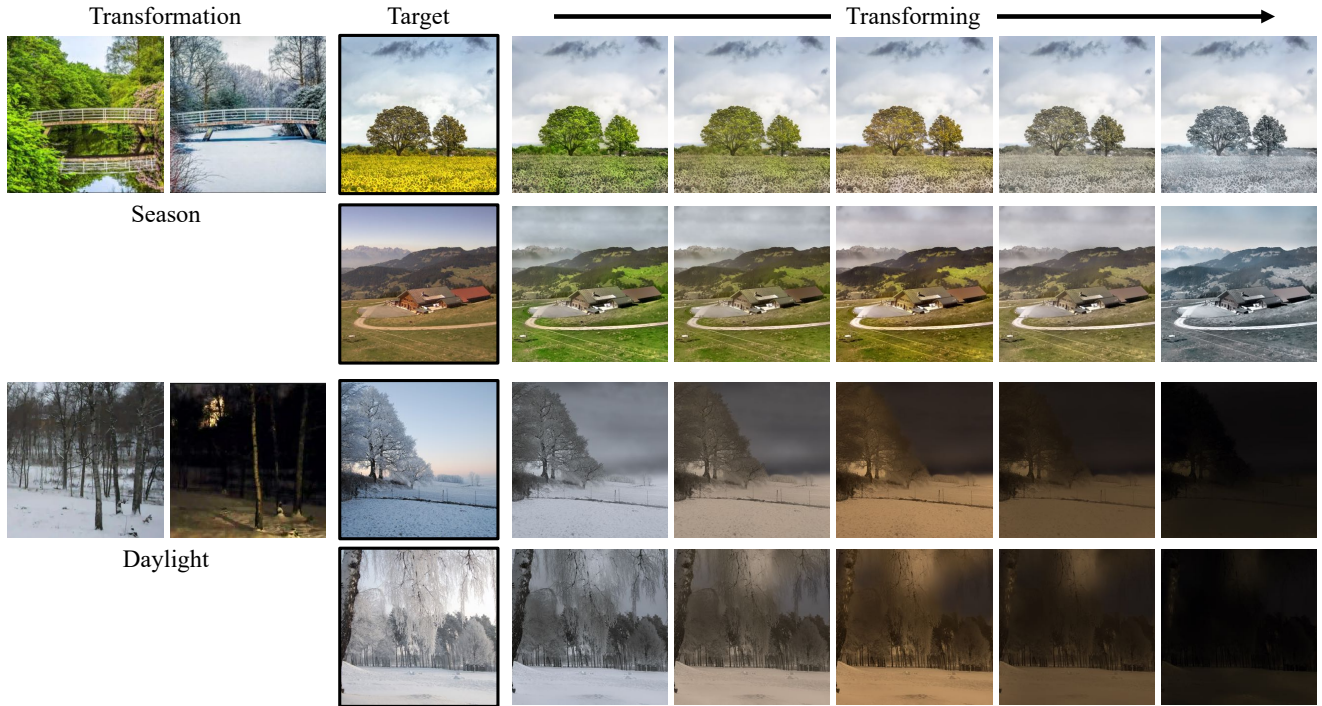 Transformation
Target
Transforming
Season
Daylight